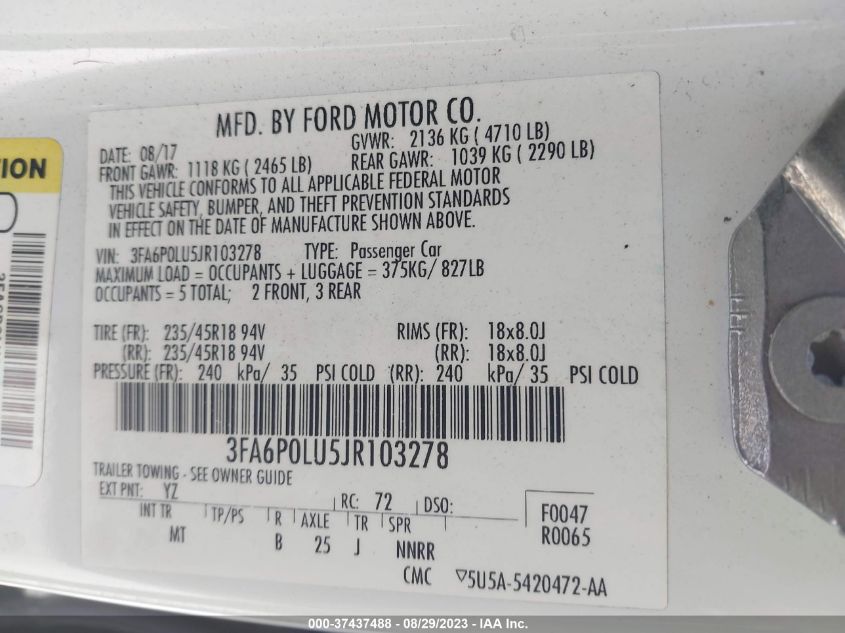 MFD. BY FORD MOTOR CO.
DATE: 08/17 GVWR: 2136 KG ( 4710 LB)
FRONT GAWR: 1118 KG ( 2465 LB) REAR GAWR: 1039 KG ( 2290 LB)
THIS VEHICLE CONFORMS TO ALL APPLICABLE FEDERAL MOTOR
VEHICLE SAFETY, BUMPER, AND THEFT PREVENTION STANDARDS
IN EFFECT ON THE DATE OF MANUFACTURE SHOWN ABOVE.
VIN: 3FA6P0LU5JR103278 TYPE: Passenger Car
MAXIMUM LOAD = OCCUPANTS + LUGGAGE = 375KG/ 827LB
OCCUPANTS = 5 TOTAL; 2 FRONT, 3 REAR
TIRE (FR): 235/45R18 94V RIMS (FR): 18x8.0J
(RR): 235/45R18 94V (RR): 18x8.0J
PRESSURE (FR): 240 kPa/ 35 PSI COLD (RR): 240 kPa/ 35 PSI COLD
3FA6P0LU5JR103278
TRAILER TOWING - SEE OWNER GUIDE
EXT PNT: YZ RC: 72 DSO:
INT TR TP/PS R AXLE TR SPR F0047
MT B 25 J NNRR R0065
CMC 5U5A-5420472-AA
TION
000-37437488 - 08/29/2023 - IAA Inc.